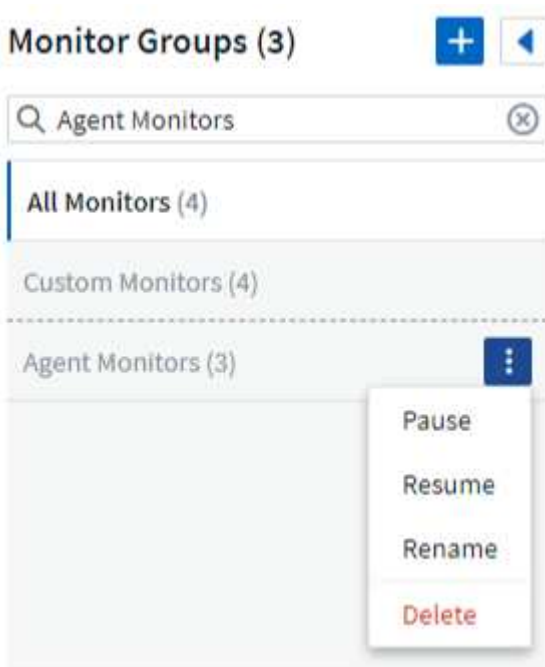 Monitor Groups (3)
Agent Monitors
All Monitors (4)
Custom Monitors (4)
Agent Monitors (3)
Pause
Resume
Rename
Delete